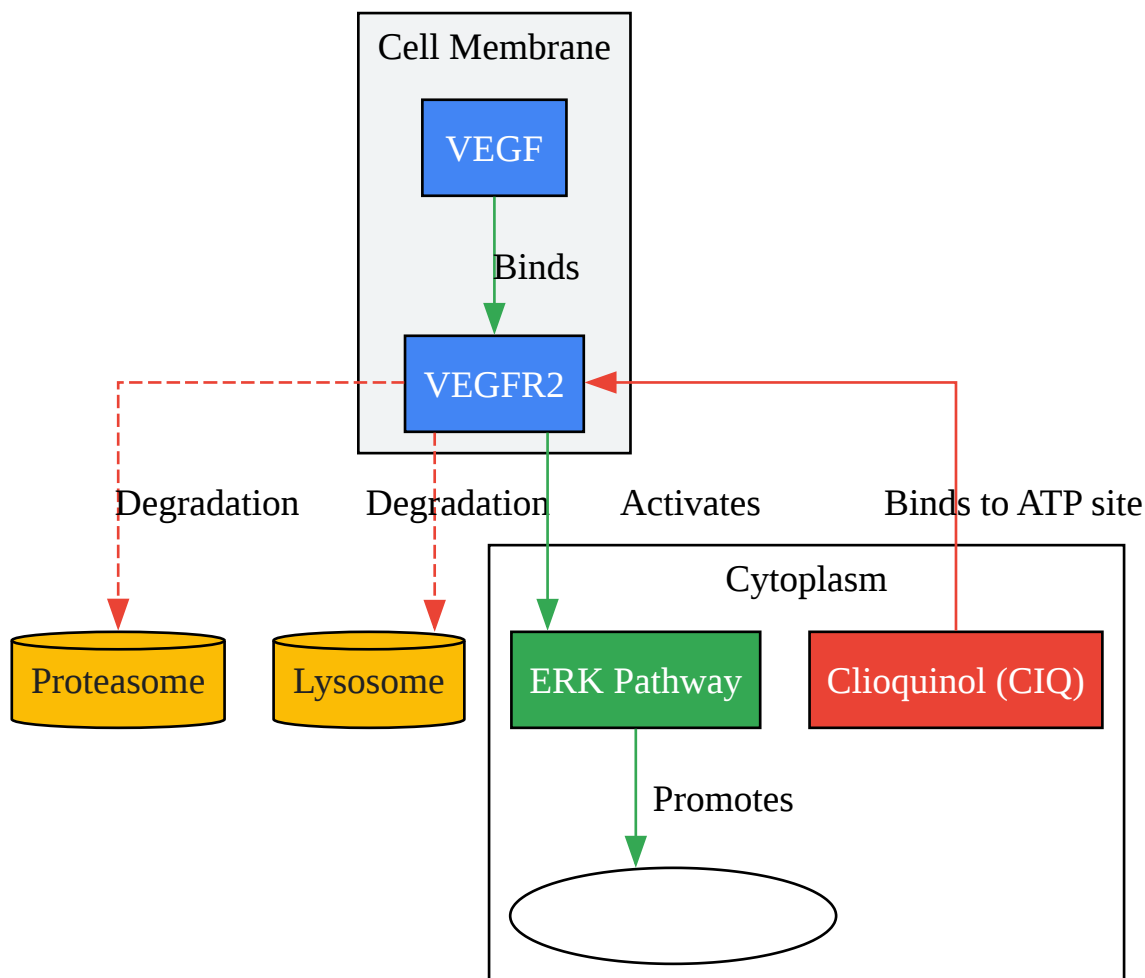 Cell Membrane
VEGF
Binds
VEGFR2
Degradation
Degradation
Activates
Binds to ATP site
Cytoplasm
Proteasome
Lysosome
ERK Pathway
Clioquinol (CIQ)
Promotes